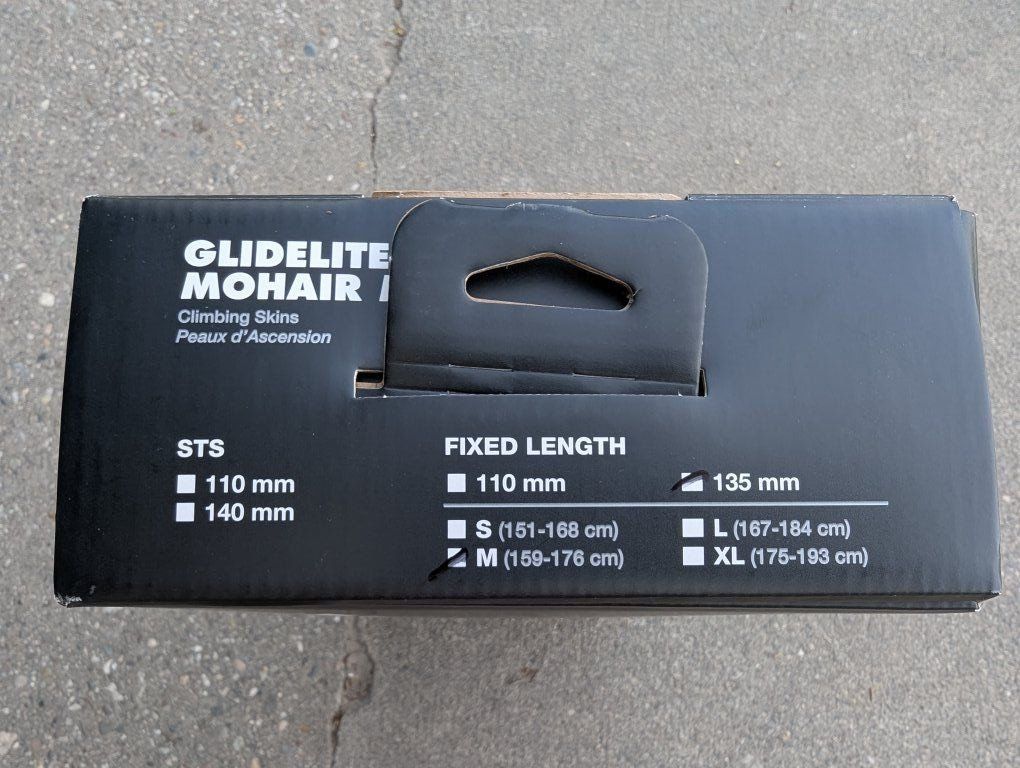 GLIDELITE
MOHAIR
Climbing Skins
Peaux d'Ascension
STS
110 mm
140 mm
FIXED LENGTH
110 mm
135 mm
S (151-168 cm)
L (167-184 cm)
M (159-176 cm)
XL (175-193 cm)